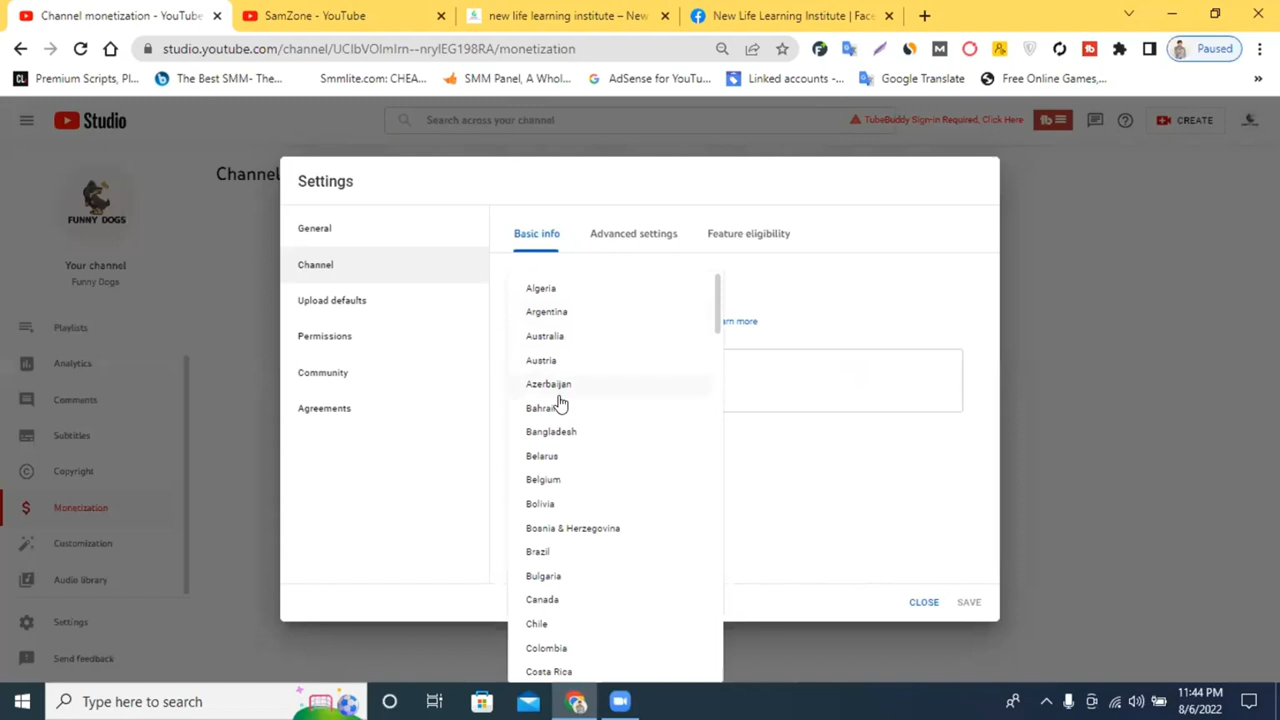 Channel monetization - YouTube
SamZone - YouTube
new life learning institute – New
New Life Learning Institute | Face
studio.youtube.com/channel/UCIbVOImIrn--nrylEG198RA/monetization
Paused
Premium Scripts, Pl...
The Best SMM- The...
Smmlite.com: CHEA...
SMM Panel, A Whol...
AdSense for YouTu...
Linked accounts -...
Google Translate
Free Online Games,...
Studio
Search across your channel
TubeBuddy Sign-in Required, Click Here
CREATE
Channel
FUNNY DOGS
Your channel
Funny Dogs
Playlists
Analytics
Comments
Subtitles
Copyright
Monetization
Customization
Audio library
Settings
Send feedback
Settings
General
Channel
Upload defaults
Permissions
Community
Agreements
Basic info
Advanced settings
Feature eligibility
arn more
Algeria
Argentina
Australia
Austria
Azerbaijan
Bahrain
Bangladesh
Belarus
Belgium
Bolivia
Bosnia & Herzegovina
Brazil
Bulgaria
Canada
Chile
Colombia
Costa Rica
CLOSE
SAVE
Type here to search
11:44 PM
8/6/2022